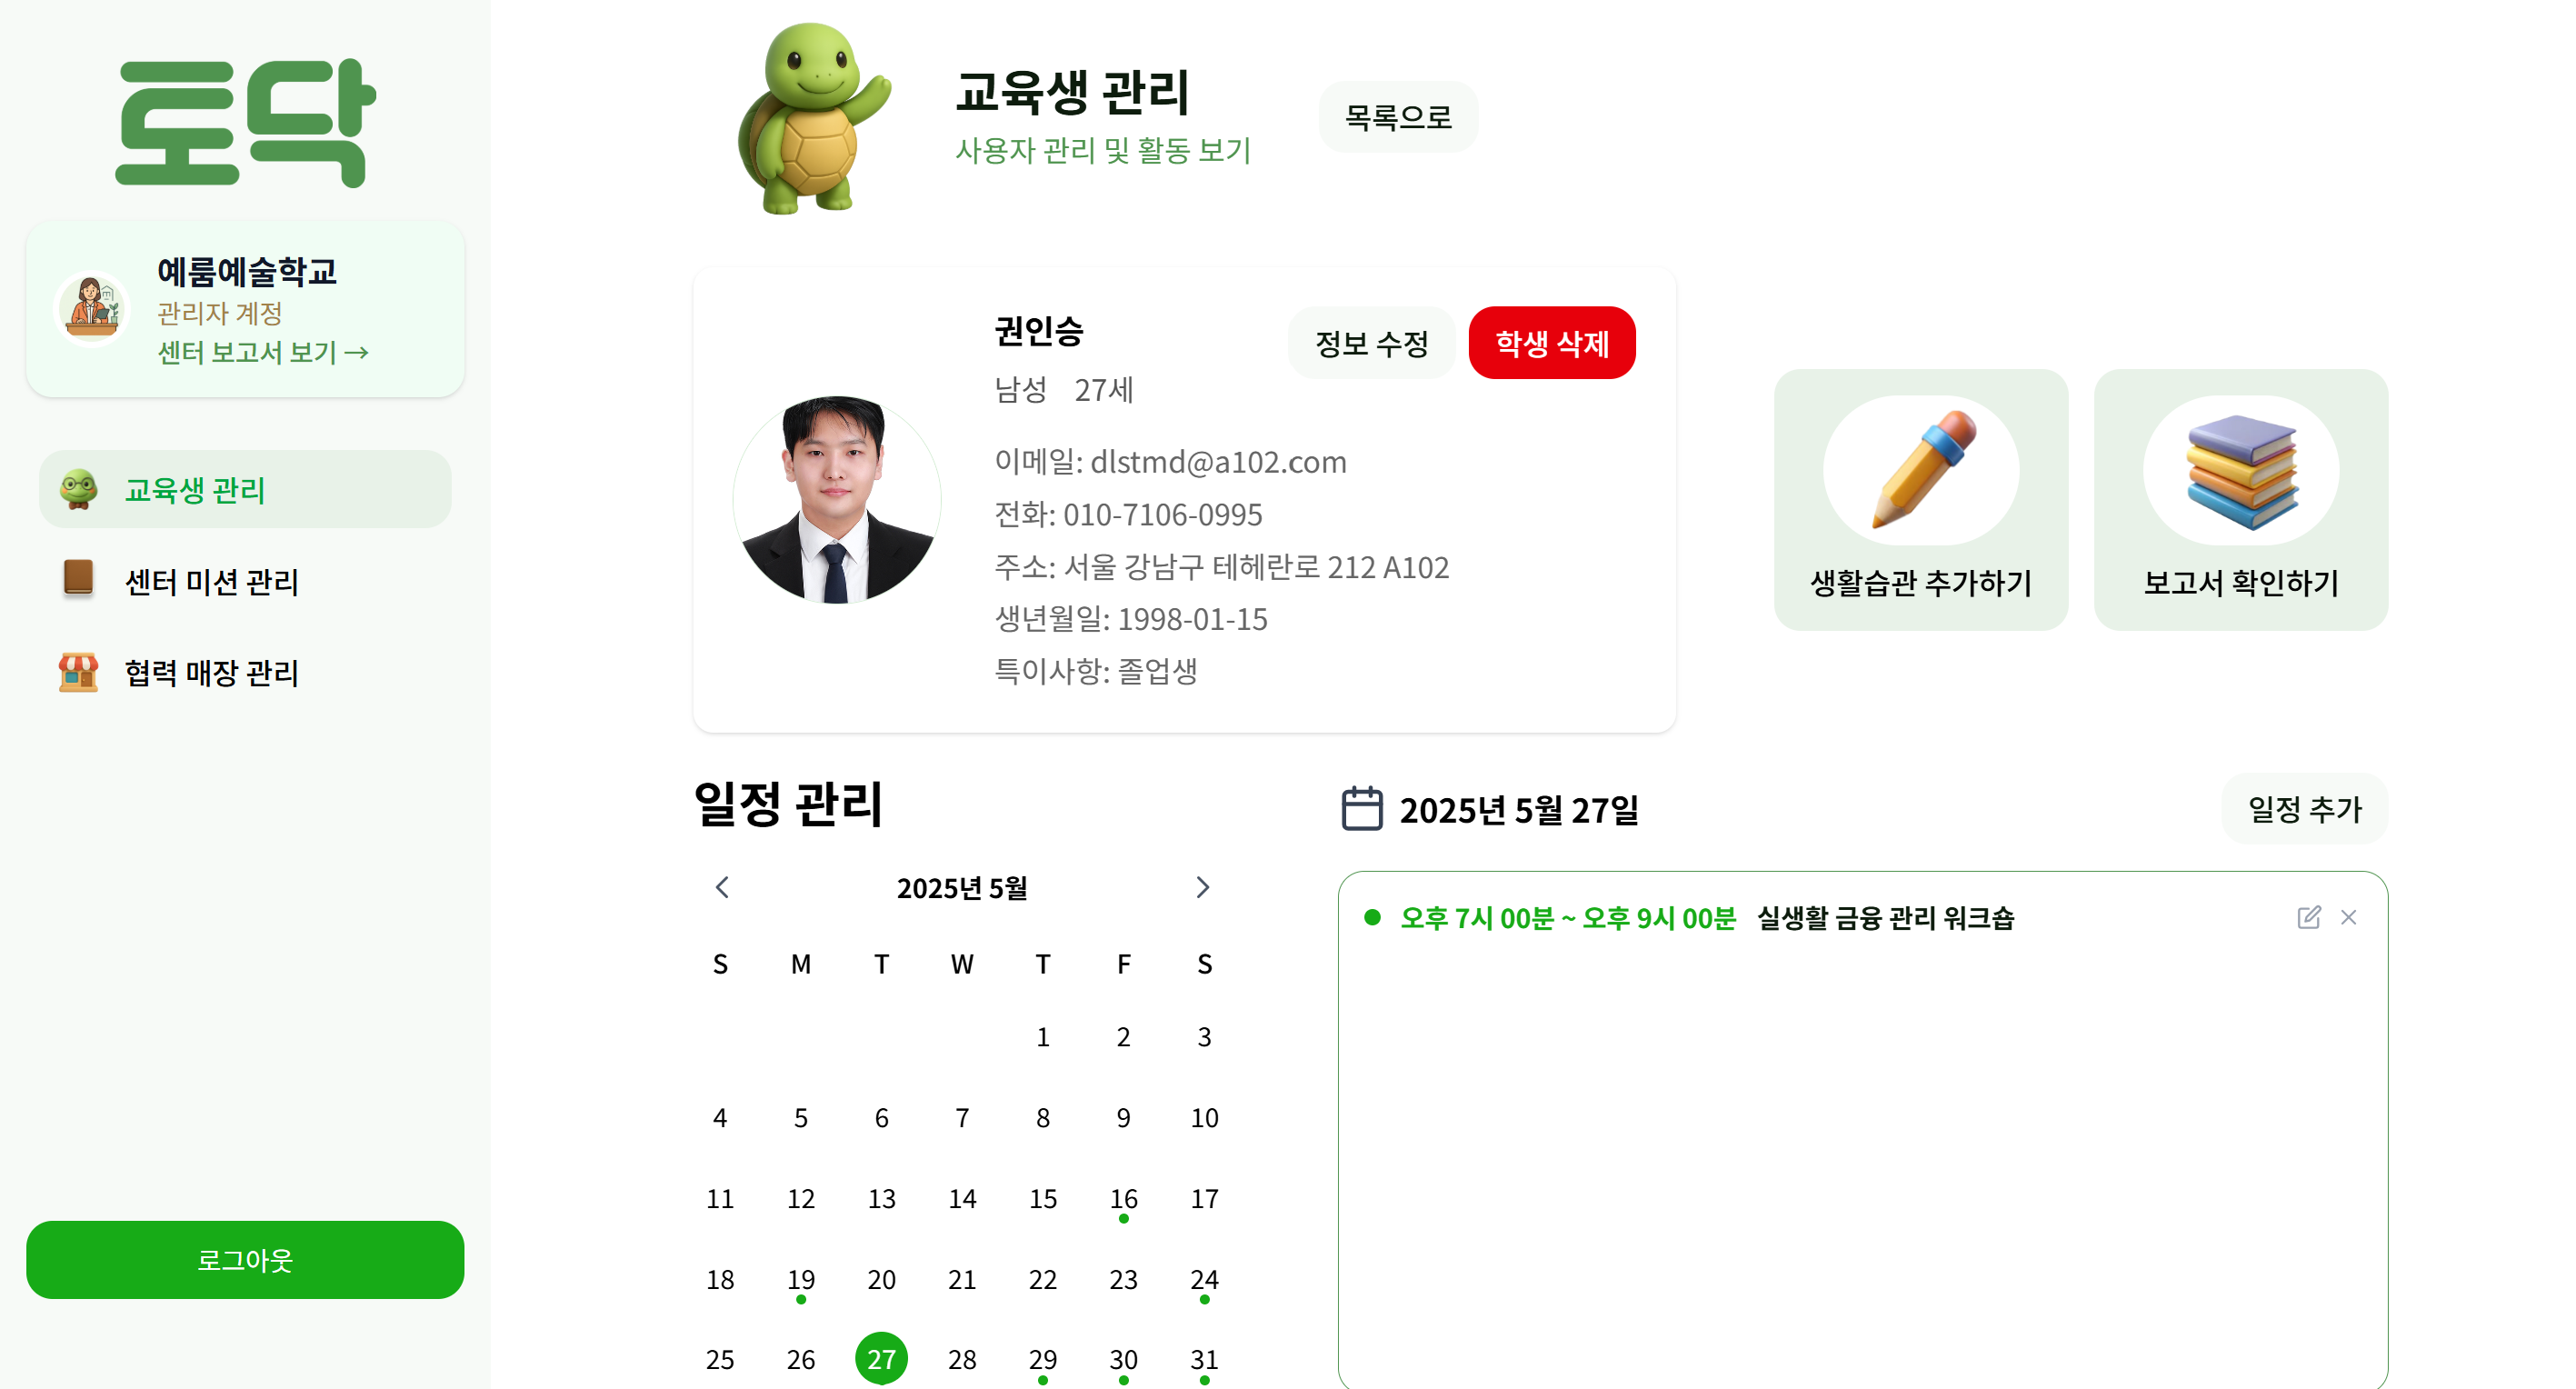 토닥
예룸예술학교
관리자 계정
센터 보고서 보기 →
교육생 관리
센터 미션 관리
협력 매장 관리
로그아웃
교육생 관리
사용자 관리 및 활동 보기
목록으로
권인승
남성 27세
정보 수정
학생 삭제
이메일: dlstmd@a102.com
전화: 010-7106-0995
주소: 서울 강남구 테헤란로 212 A102
생년월일: 1998-01-15
특이사항: 졸업생
생활습관 추가하기
보고서 확인하기
일정 관리
2025년 5월
S M T W T F S
1 2 3
4 5 6 7 8 9 10
11 12 13 14 15 16 17
18 19 20 21 22 23 24
25 26 27 28 29 30 31
2025년 5월 27일
일정 추가
오후 7시 00분 ~ 오후 9시 00분 실생활 금융 관리 워크숍